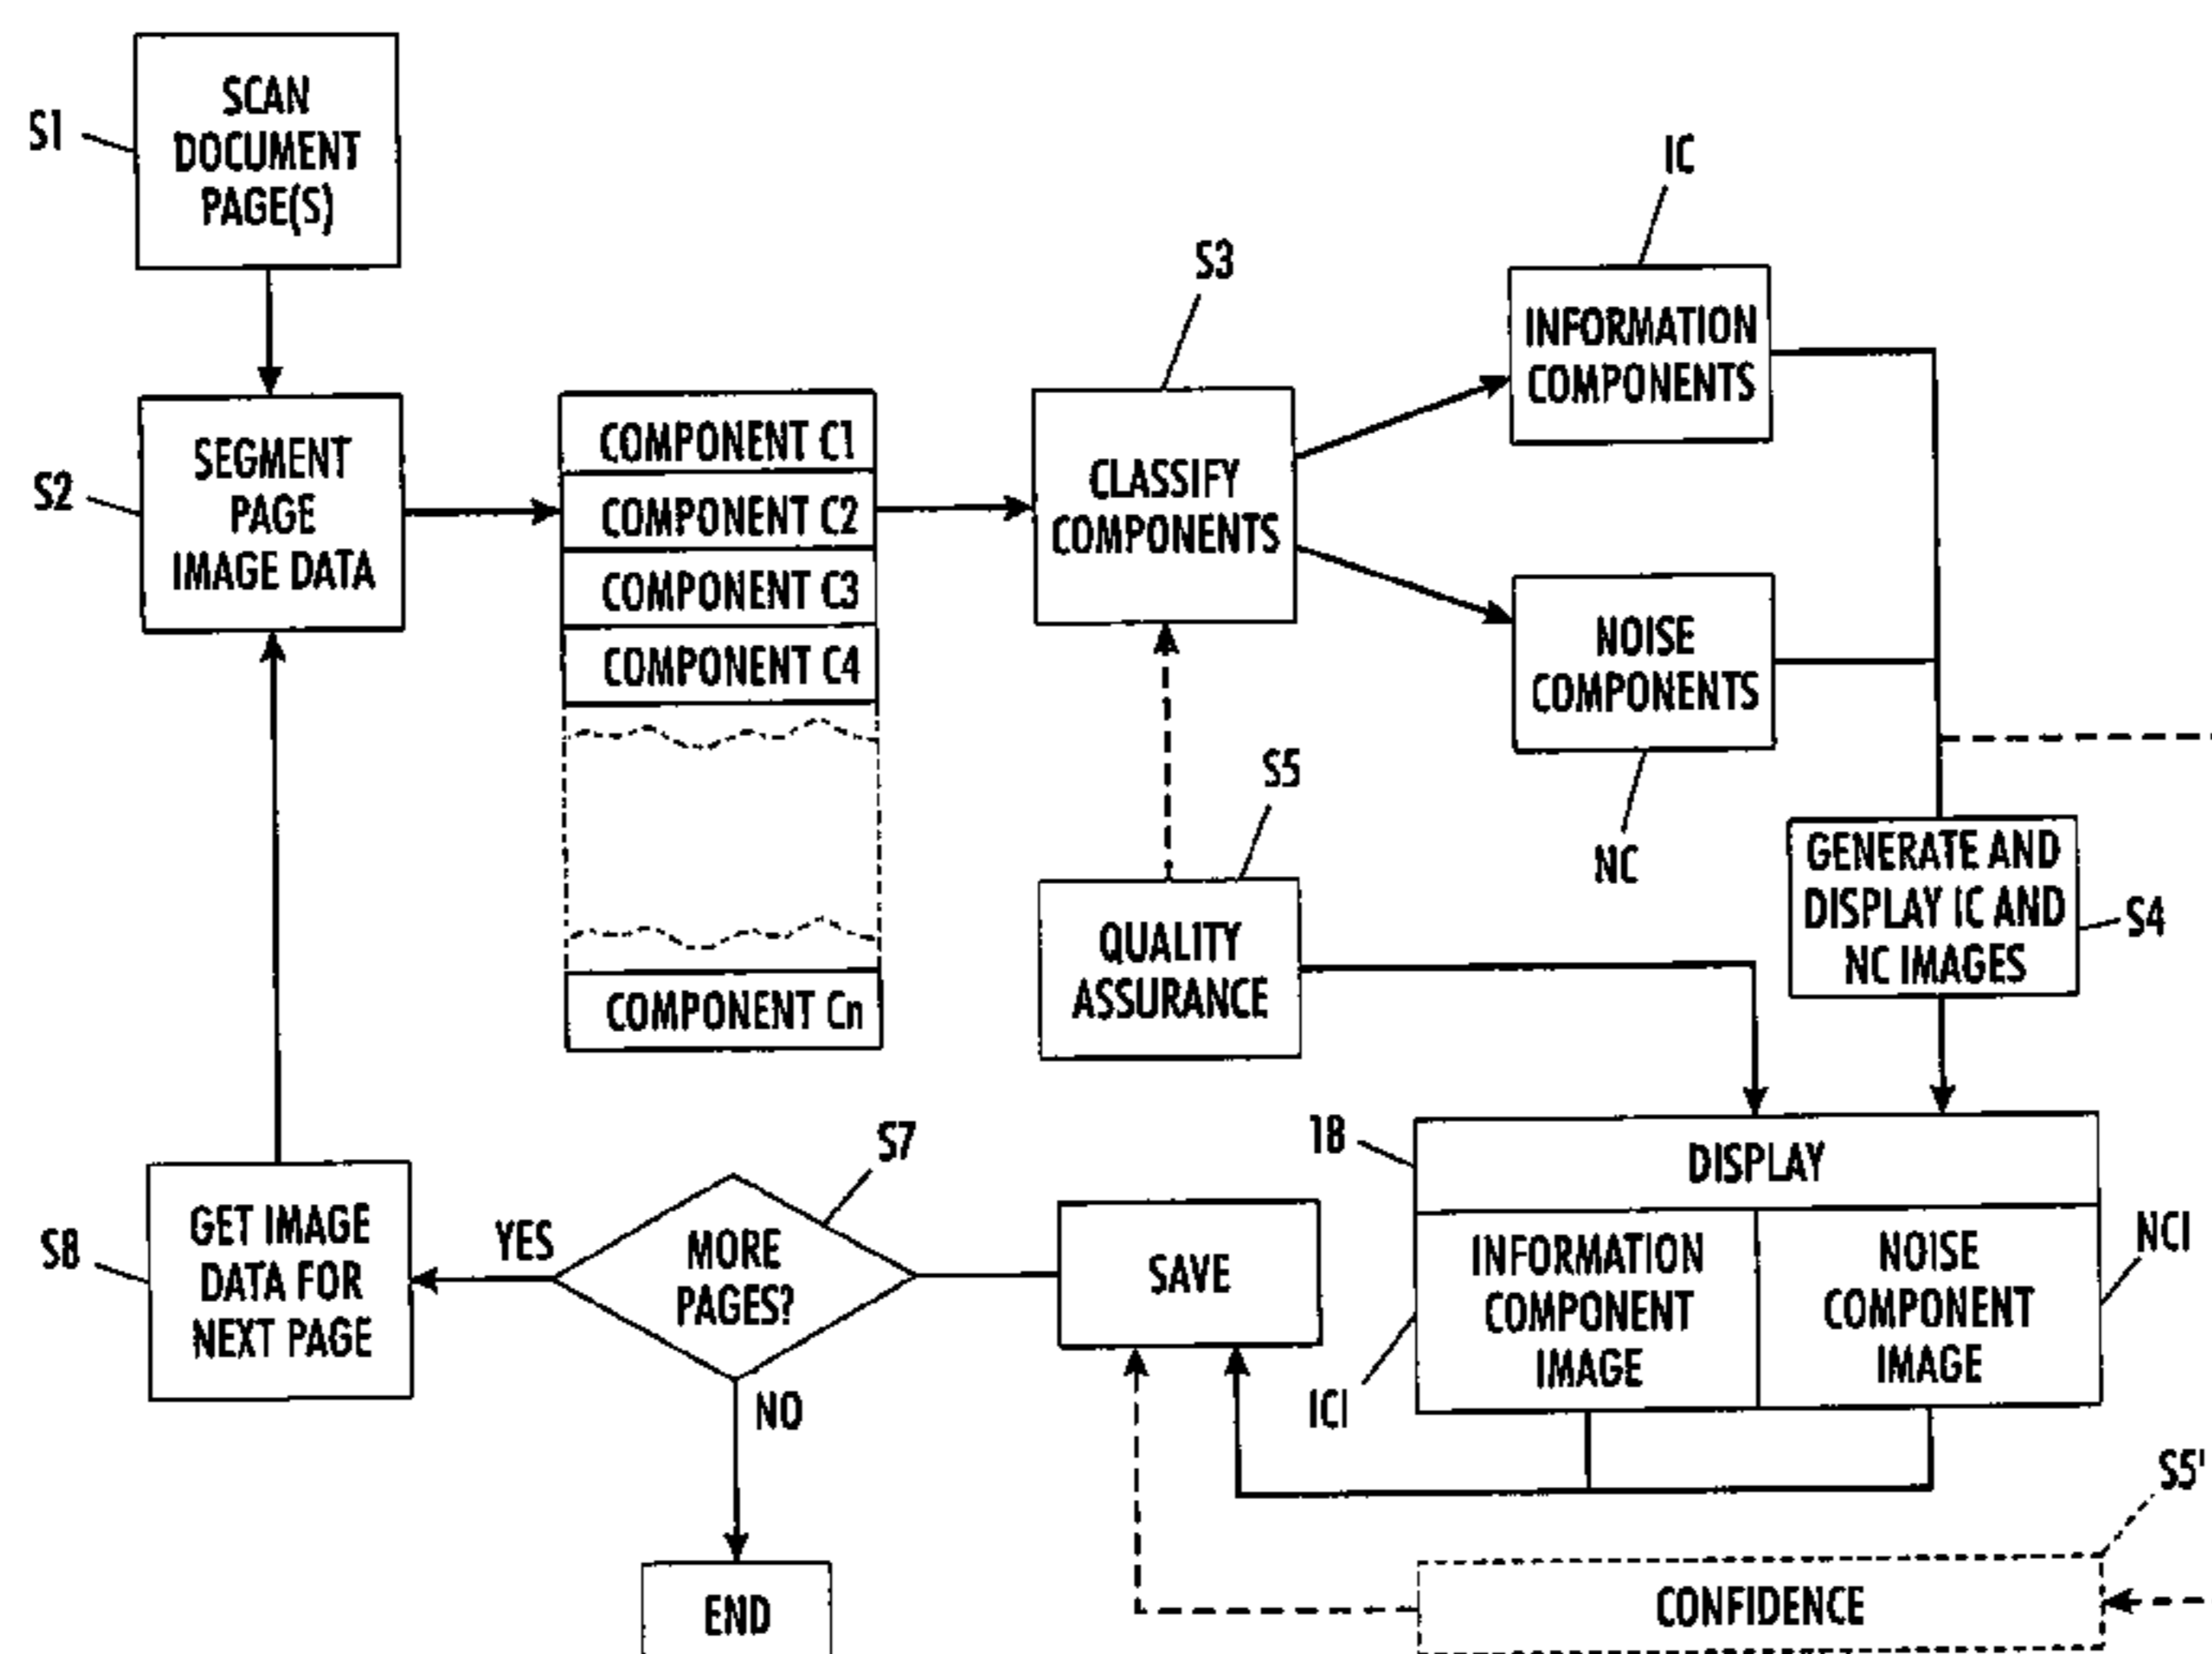 S1
SCAN
DOCUMENT
PAGE(S)
S2
SEGMENT
PAGE
IMAGE DATA
COMPONENT C1
COMPONENT C2
COMPONENT C3
COMPONENT C4
COMPONENT Cn
S3
CLASSIFY
COMPONENTS
IC
INFORMATION
COMPONENTS
NOISE
COMPONENTS
NC
S5
QUALITY
ASSURANCE
GENERATE AND
DISPLAY IC AND
NC IMAGES
S4
18
DISPLAY
INFORMATION
COMPONENT
IMAGE
ICI
NOISE
COMPONENT
IMAGE
NCI
SAVE
S7
MORE
PAGES?
YES
NO
S8
GET IMAGE
DATA FOR
NEXT PAGE
END
S5'
CONFIDENCE